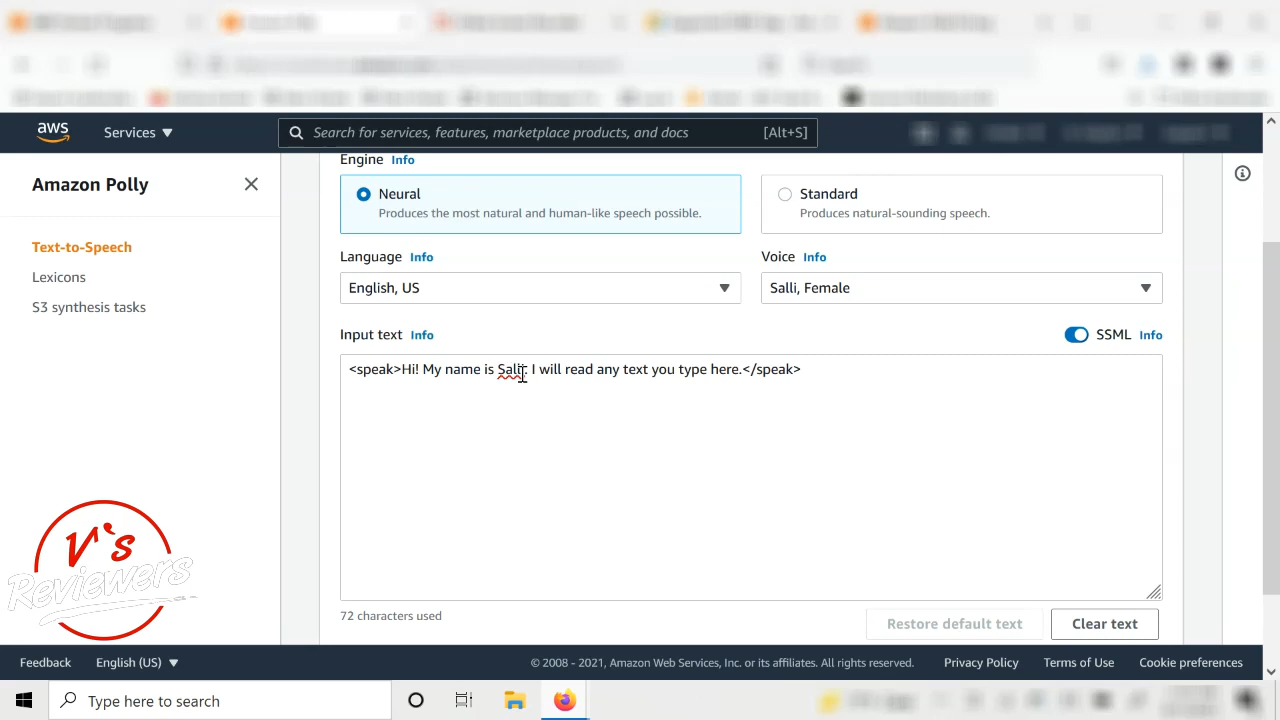 aws
Services
Search for services, features, marketplace products, and docs
[Alt+S]
Amazon Polly
Text-to-Speech
Lexicons
S3 synthesis tasks
Engine Info
Neural
Produces the most natural and human-like speech possible.
Standard
Produces natural-sounding speech.
Language Info
Voice Info
English, US
Salli, Female
Input text Info
SSML Info
<speak>Hi! My name is Salli. I will read any text you type here.</speak>
72 characters used
Restore default text
Clear text
V's
Reviewers
Feedback
English (US)
© 2008 - 2021, Amazon Web Services, Inc. or its affiliates. All rights reserved.
Privacy Policy
Terms of Use
Cookie preferences
Type here to search